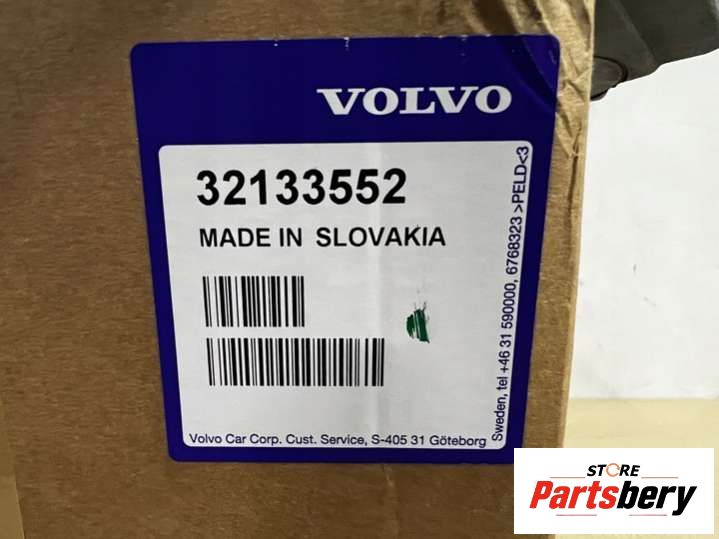 VOLVO
32133552
MADE IN SLOVAKIA
Volvo Car Corp. Cust. Service, S-405 31 Göteborg
Sweden, tel +46 31 590000, 6768323 >PELD<3
STORE
Partsbery